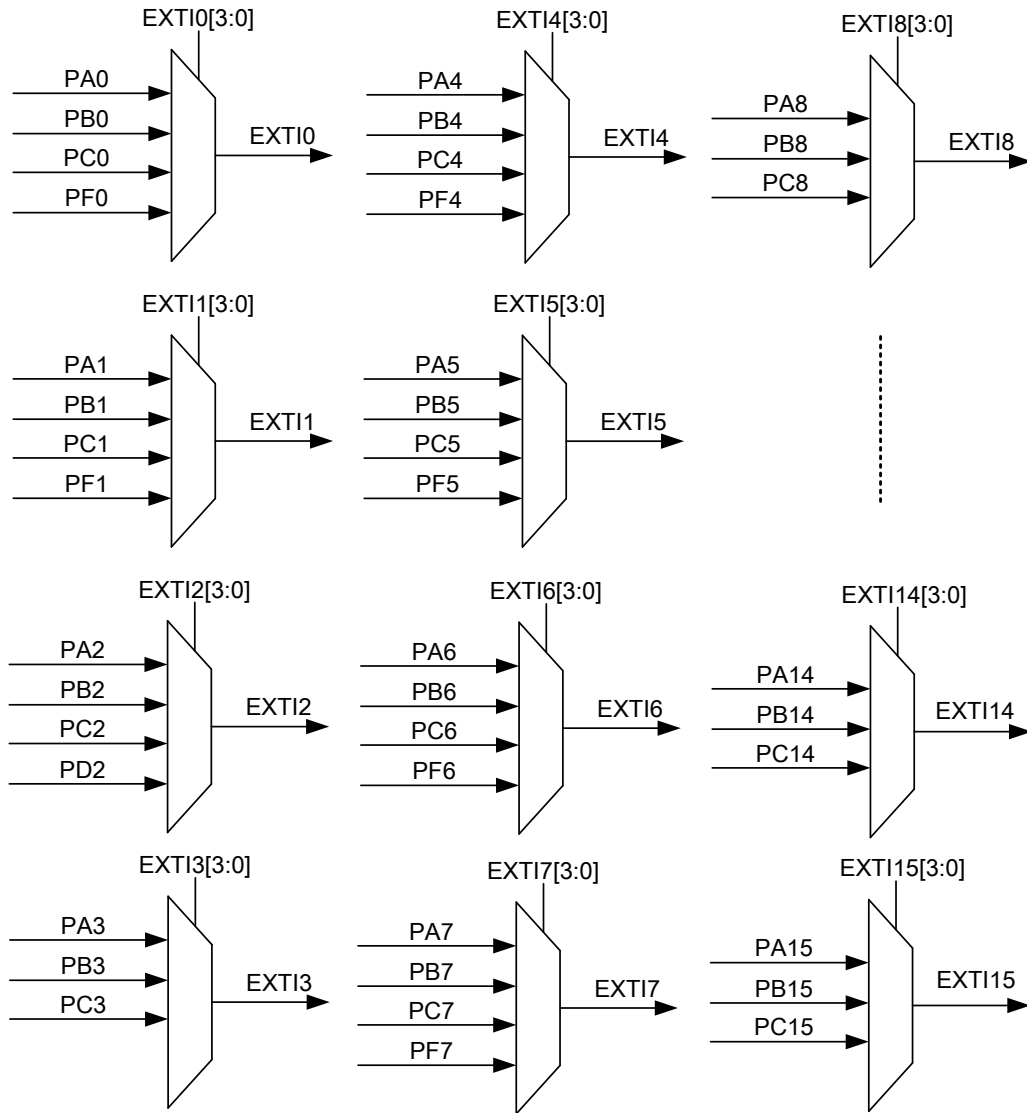 EXTI0[3:0]
PA0
PB0
PC0
PF0
EXTI0
EXTI4[3:0]
PA4
PB4
PC4
PF4
EXTI4
EXTI8[3:0]
PA8
PB8
PC8
EXTI8
EXTI1[3:0]
PA1
PB1
PC1
PF1
EXTI1
EXTI5[3:0]
PA5
PB5
PC5
PF5
EXTI5
EXTI2[3:0]
PA2
PB2
PC2
PD2
EXTI2
EXTI6[3:0]
PA6
PB6
PC6
PF6
EXTI6
EXTI14[3:0]
PA14
PB14
PC14
EXTI14
EXTI3[3:0]
PA3
PB3
PC3
EXTI3
EXTI7[3:0]
PA7
PB7
PC7
PF7
EXTI7
EXTI15[3:0]
PA15
PB15
PC15
EXTI15